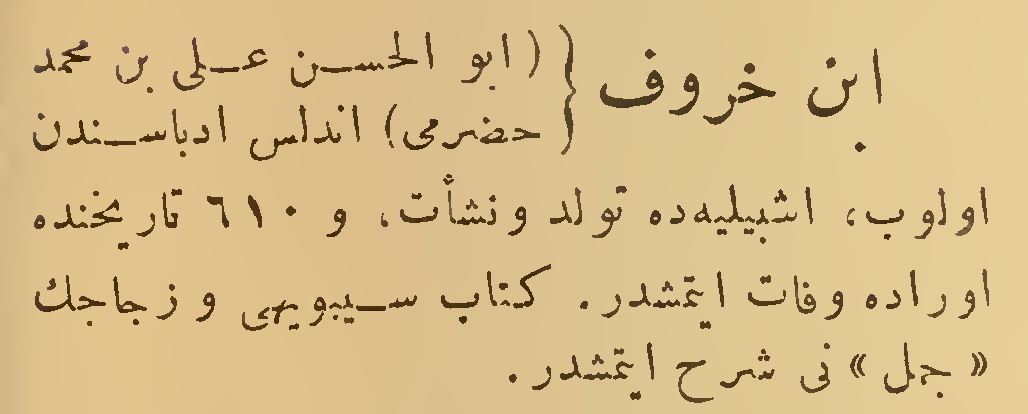 ابن خروف { (ابو الحسن علی بن محمد
حضرمی) اندلس ادباسندن
اولوب، اشبیلیه‌ده تولد ونشأت، و ٦١٠ تاریخنده
اوراده وفات ایتمشدر. کتاب سیبویهی و زجاجك
« جمل » نی شرح ایتمشدر.